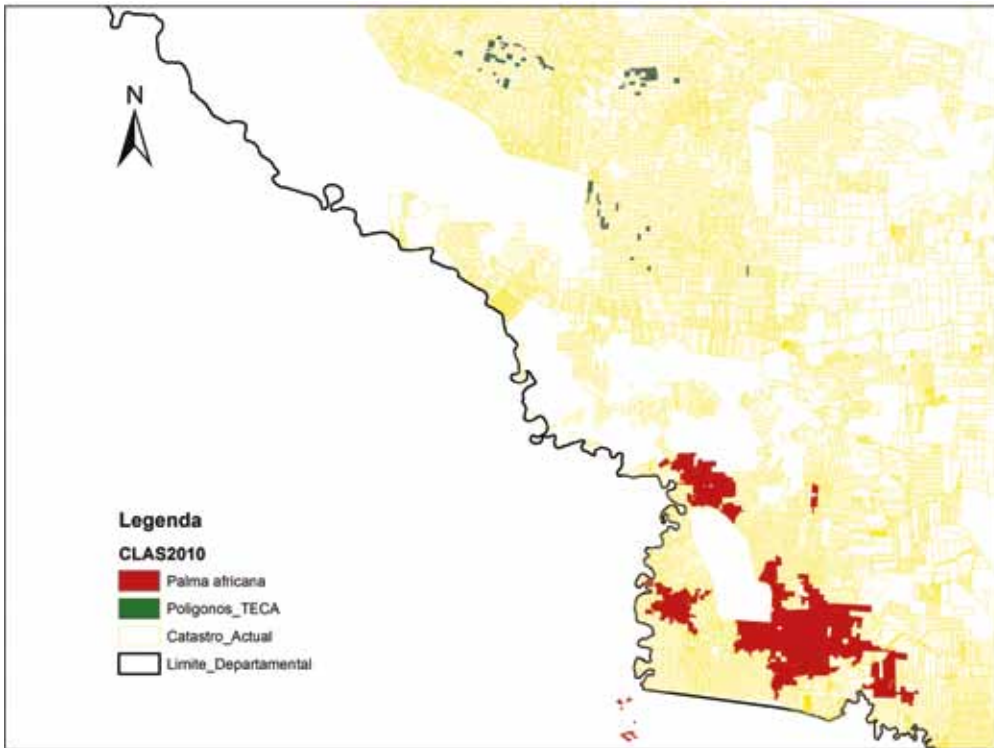 N
Legenda
CLAS2010
Palma africana
Poligonos_TECA
Catastro_Actual
Limite_Departamental